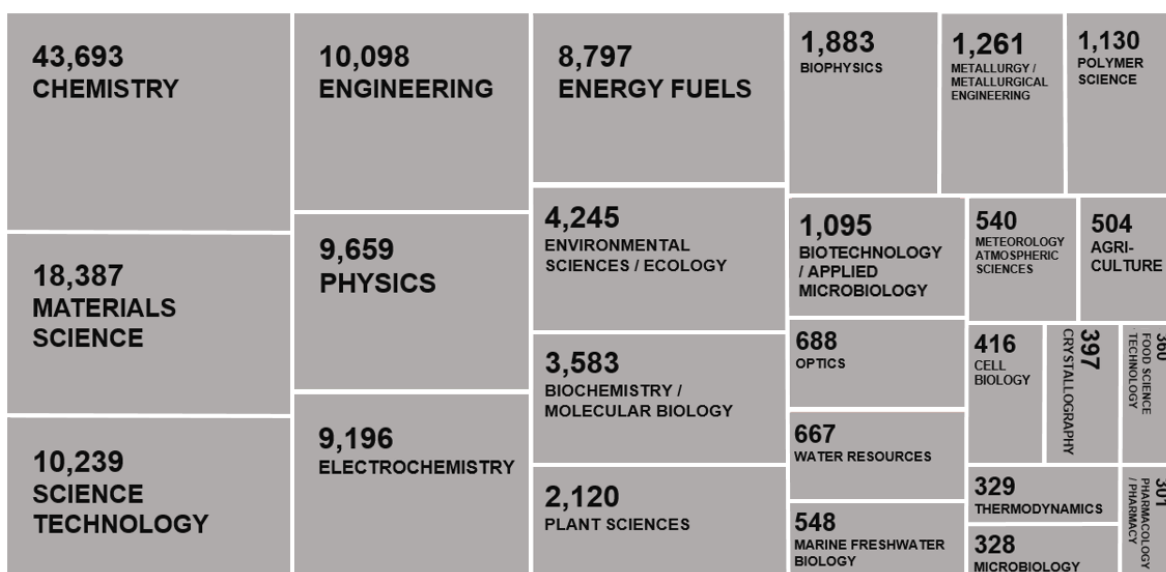 43,693
CHEMISTRY
18,387
MATERIALS
SCIENCE
10,239
SCIENCE
TECHNOLOGY
10,098
ENGINEERING
9,659
PHYSICS
9,196
ELECTROCHEMISTRY
8,797
ENERGY FUELS
4,245
ENVIRONMENTAL
SCIENCES / ECOLOGY
3,583
BIOCHEMISTRY /
MOLECULAR BIOLOGY
2,120
PLANT SCIENCES
1,883
BIOPHYSICS
1,261
METALLURGY /
METALLURGICAL
ENGINEERING
1,130
POLYMER
SCIENCE
1,095
BIOTECHNOLOGY
/ APPLIED
MICROBIOLOGY
540
METEOROLOGY
ATMOSPHERIC
SCIENCES
504
AGRI-
CULTURE
688
OPTICS
667
WATER RESOURCES
548
MARINE FRESHWATER
BIOLOGY
416
CELL
BIOLOGY
397
CRYSTALLOGRAPHY
360
FOOD SCIENCE
TECHNOLOGY
329
THERMODYNAMICS
328
MICROBIOLOGY
301
PHARMACOLOGY
/ PHARMACY